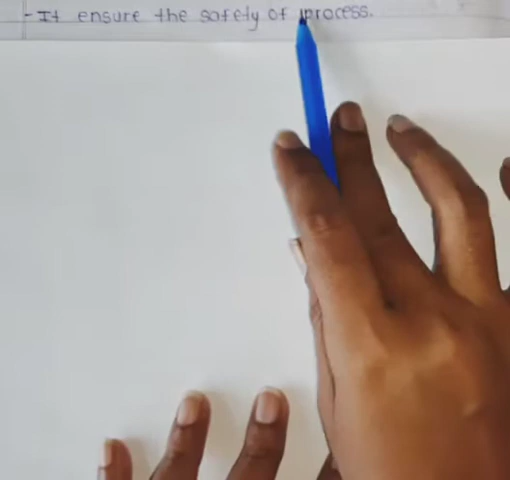 - It ensure the safety of process.